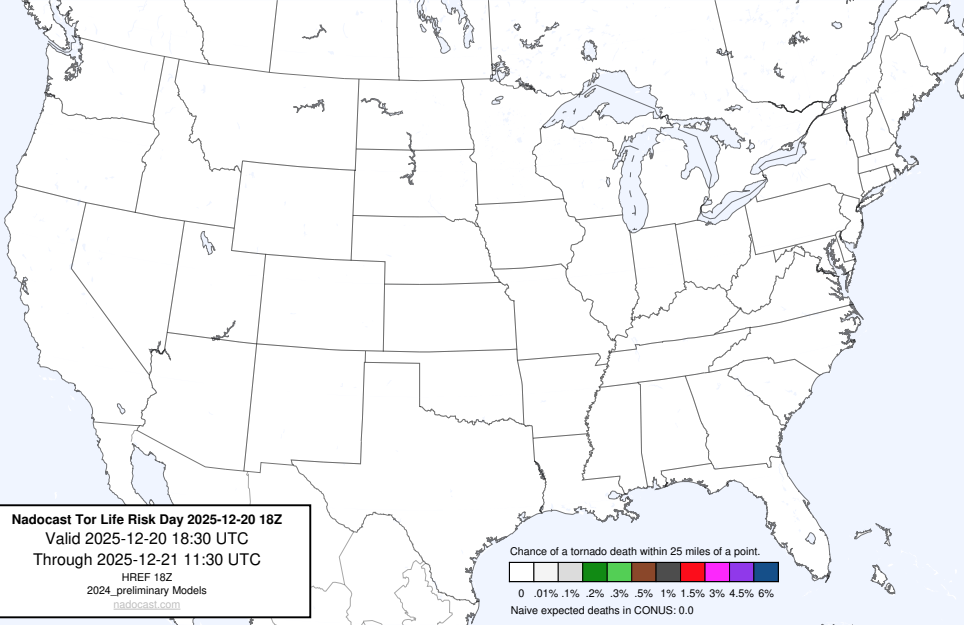 Nadocast Tor Life Risk Day 2025-12-20 18Z
Valid 2025-12-20 18:30 UTC
Through 2025-12-21 11:30 UTC
HREF 18Z
2024_preliminary Models
nadocast.com
Chance of a tornado death within 25 miles of a point.
0 .01% .1% .2% .3% .5% 1% 1.5% 3% 4.5% 6%
Naive expected deaths in CONUS: 0.0